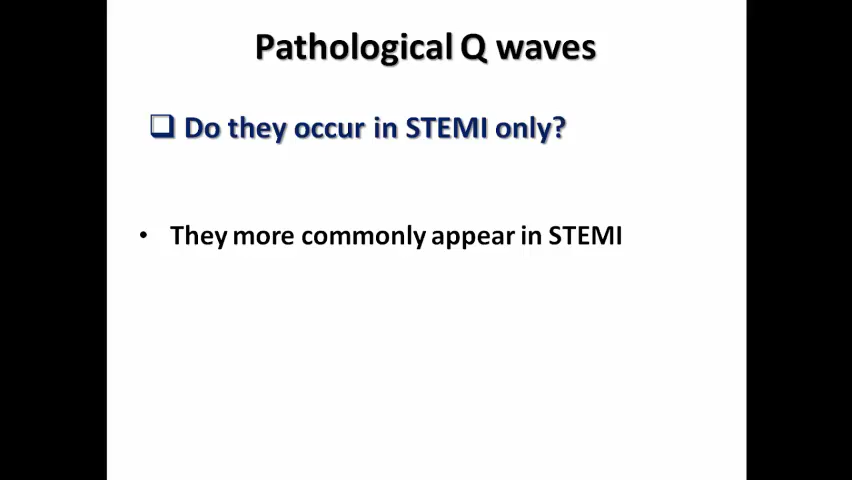 Pathological Q waves
❑ Do they occur in STEMI only?
• They more commonly appear in STEMI